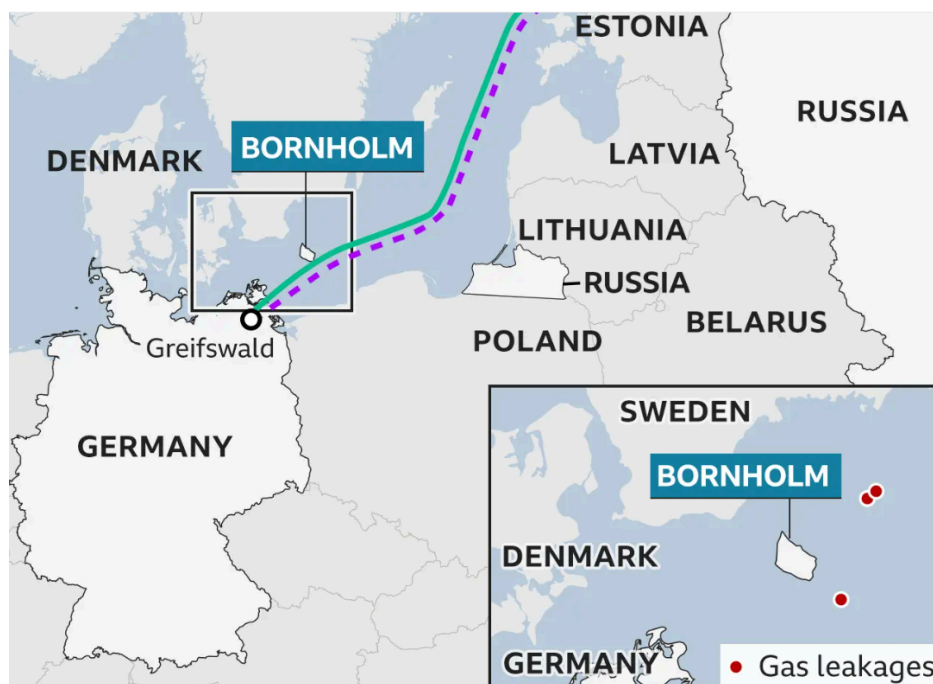 ESTONIA
RUSSIA
BORNHOLM
DENMARK
LATVIA
LITHUANIA
RUSSIA
BELARUS
Greifswald
POLAND
GERMANY
SWEDEN
BORNHOLM
DENMARK
GERMANY
Gas leakages